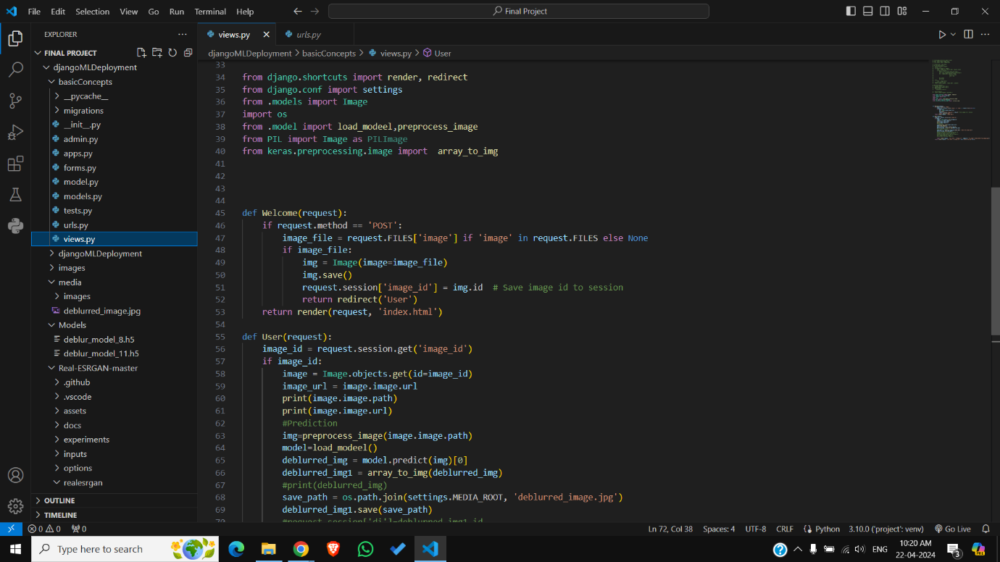 File Edit Selection View Go Run Terminal Help
Final Project
EXPLORER
views.py
urls.py
FINAL PROJECT
djangoMLDeployment > basicConcepts > views.py > User
djangoMLDeployment
basicConcepts
__pycache__
migrations
__init__.py
admin.py
apps.py
forms.py
model.py
models.py
tests.py
urls.py
views.py
djangoMLDeployment
images
media
images
deblurred_image.jpg
Models
deblur_model_8.h5
deblur_model_11.h5
Real-ESRGAN-master
.github
.vscode
assets
docs
experiments
inputs
options
realesrgan
OUTLINE
TIMELINE
33
34 from django.shortcuts import render, redirect
35 from django.conf import settings
36 from .models import Image
37 import os
38 from .model import load_modeel,preprocess_image
39 from PIL import Image as PILImage
40 from keras.preprocessing.image import  array_to_img
41
42
43
44
45 def Welcome(request):
46     if request.method == 'POST':
47         image_file = request.FILES['image'] if 'image' in request.FILES else None
48         if image_file:
49             img = Image(image=image_file)
50             img.save()
51             request.session['image_id'] = img.id  # Save image id to session
52             return redirect('User')
53     return render(request, 'index.html')
54
55 def User(request):
56     image_id = request.session.get('image_id')
57     if image_id:
58         image = Image.objects.get(id=image_id)
59         image_url = image.image.url
60         print(image.image.path)
61         print(image.image.url)
62         #Prediction
63         img=preprocess_image(image.image.path)
64         model=load_modeel()
65         deblurred_img = model.predict(img)[0]
66         deblurred_img1 = array_to_img(deblurred_img)
67         #print(deblurred_img)
68         save_path = os.path.join(settings.MEDIA_ROOT, 'deblurred_image.jpg')
69         deblurred_img1.save(save_path)
70         #request.session['di']=deblurred_img1.id
0 0 0 Ln 72, Col 38 Spaces: 4 UTF-8 CRLF Python 3.10.0 ('project': venv) Go Live
Type here to search
ENG
10:20 AM
22-04-2024
3
PRE